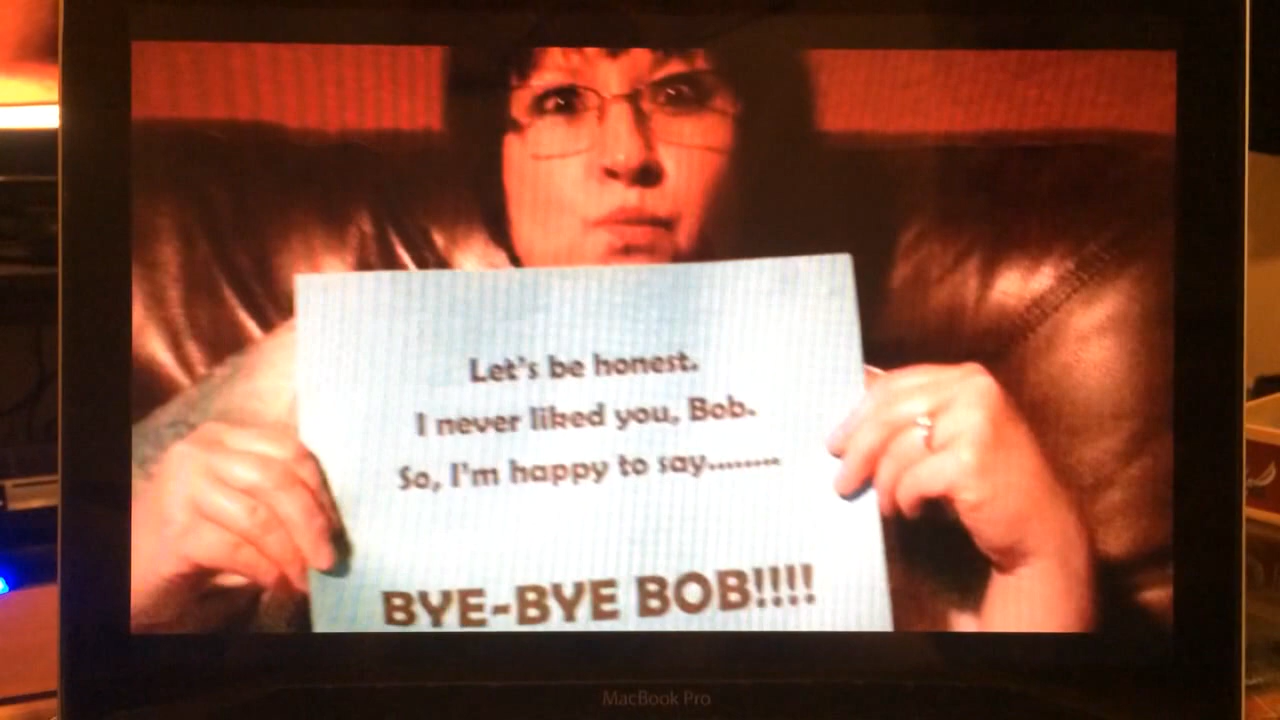 Let's be honest.
I never liked you, Bob.
So, I'm happy to say........
BYE-BYE BOB!!!!
MacBook Pro